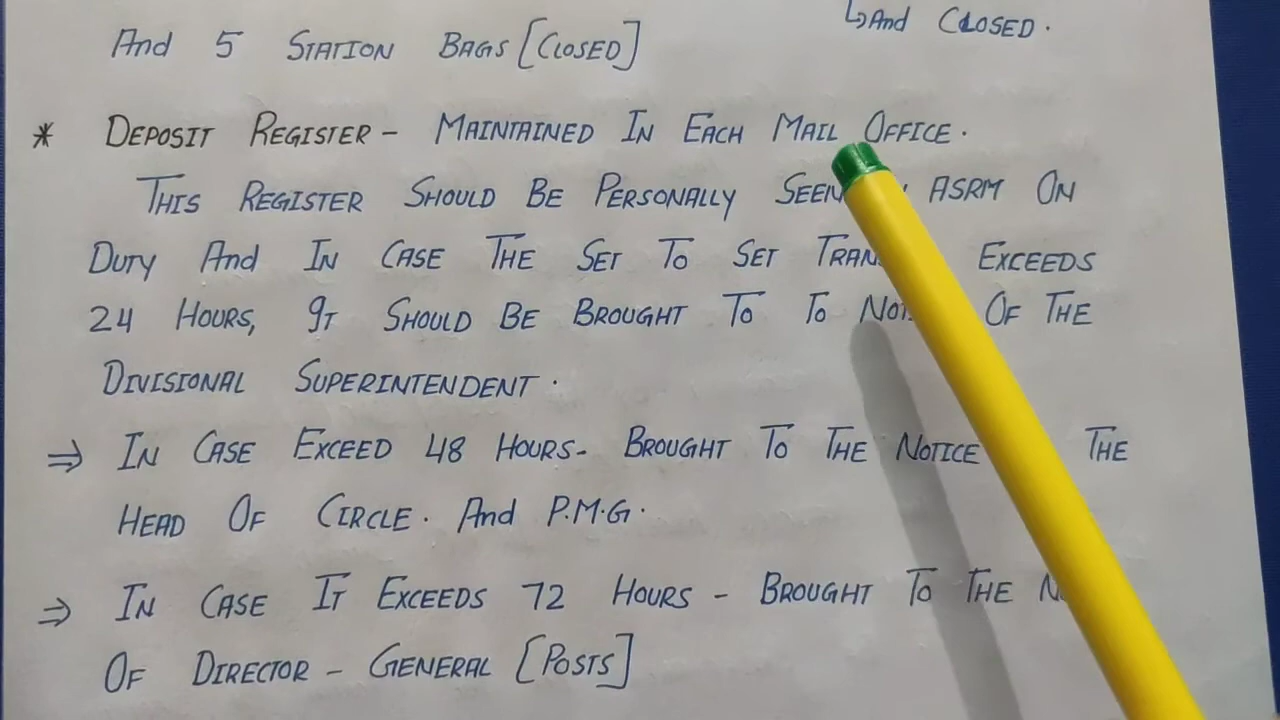 ↳And CLOSED.
And 5 STATION BAGS [CLOSED]
* DEPOSIT REGISTER - MAINTAINED IN EACH MAIL OFFICE.
THIS REGISTER SHOULD BE PERSONALLY SEEN ASRM ON
DUTY And IN CASE THE SET TO SET EXCEEDS
24 HOURS, IT SHOULD BE BROUGHT TO TO OF THE
DIVISIONAL SUPERINTENDENT.
⇒ IN CASE EXCEED 48 HOURS- BROUGHT TO THE NOTICE THE
HEAD OF CIRCLE. And P.M.G.
⇒ IN CASE IT EXCEEDS 72 HOURS - BROUGHT TO THE
OF DIRECTOR - GENERAL [POSTS]